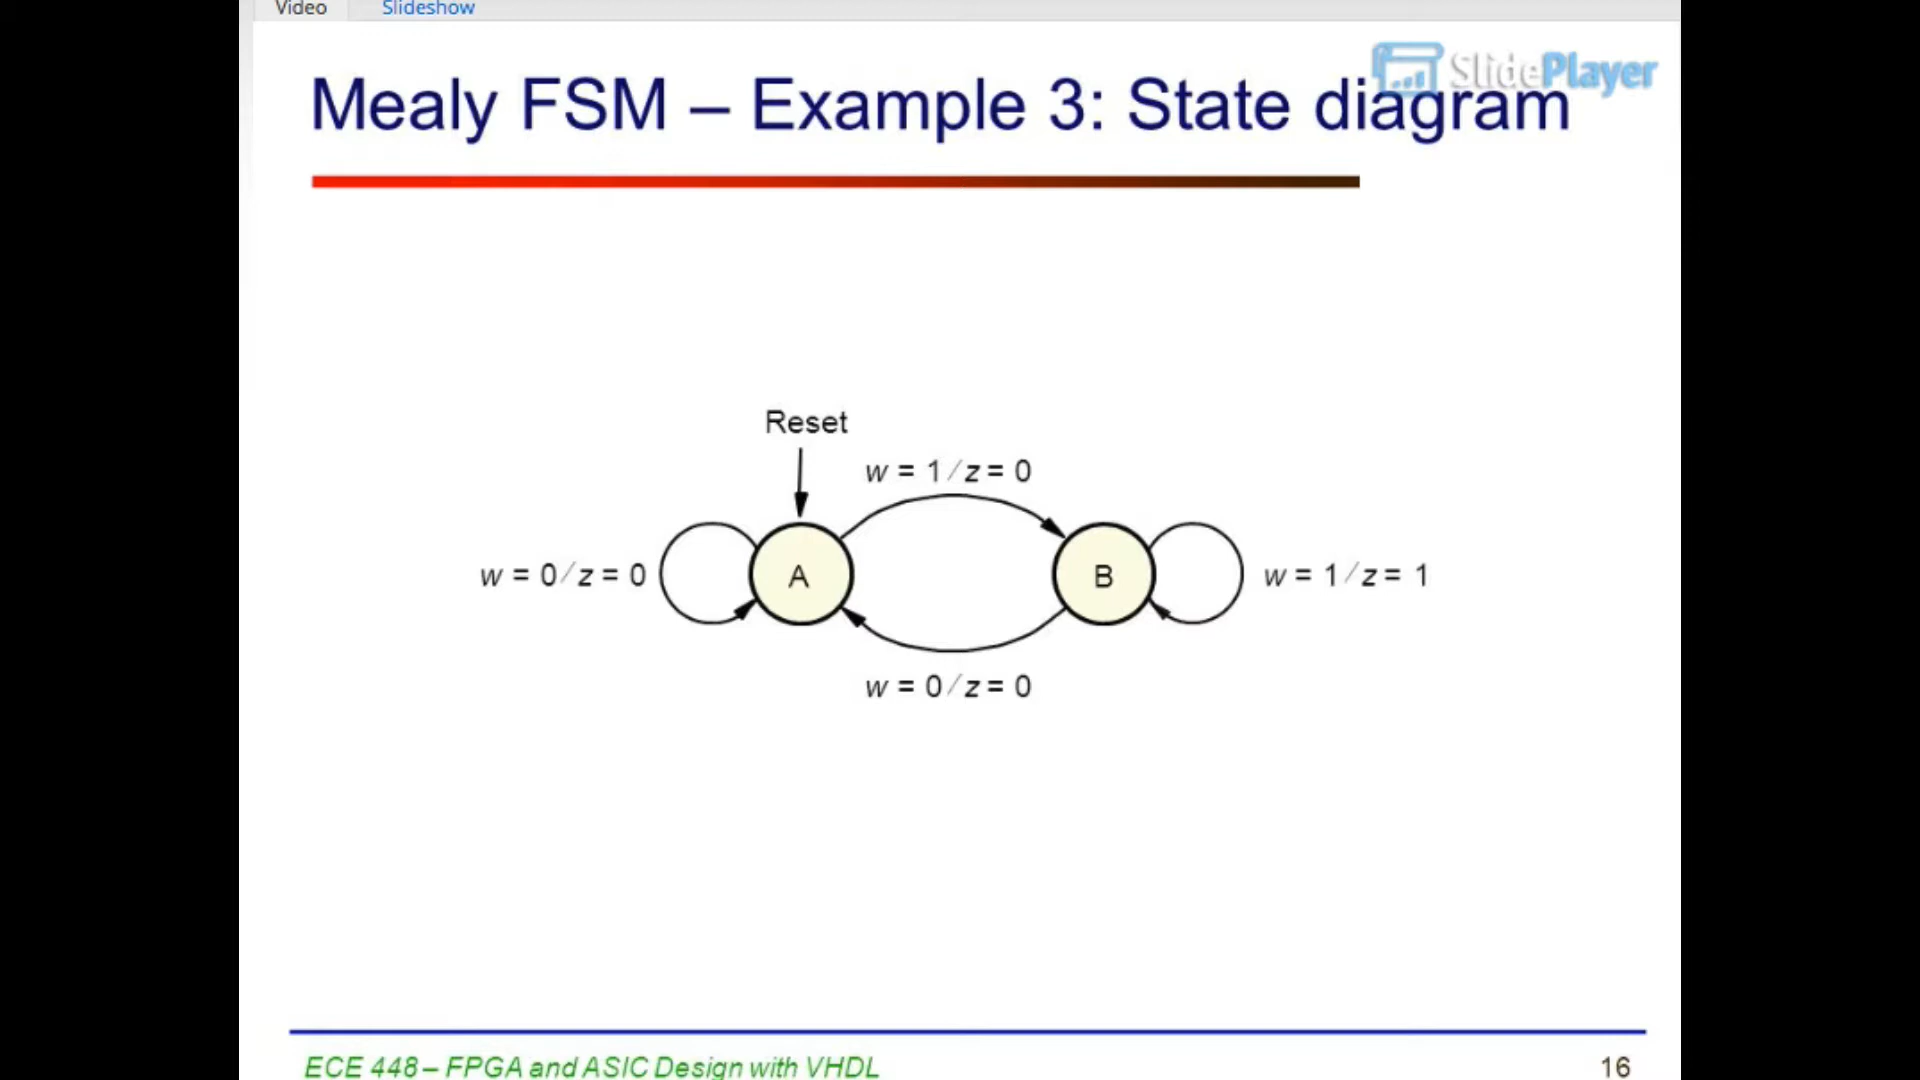 Video Slideshow
SlidePlayer
Mealy FSM – Example 3: State diagram
Reset
w = 1 / z = 0
w = 0 / z = 0 A B w = 1 / z = 1
w = 0 / z = 0
ECE 448 – FPGA and ASIC Design with VHDL 16